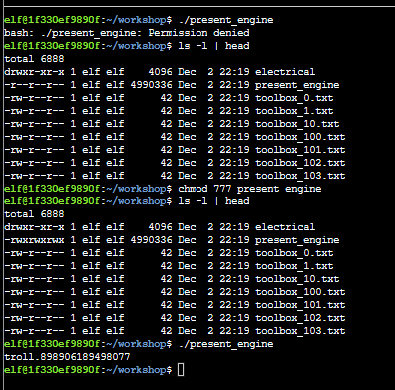 elf@1f330ef9890f:~/workshop$ ./present_engine
bash: ./present_engine: Permission denied
elf@1f330ef9890f:~/workshop$ ls -l | head
total 6888
drwxr-xr-x 1 elf elf    4096 Dec  2 22:19 electrical
-r--r--r-- 1 elf elf 4990336 Dec  2 22:19 present_engine
-rw-r--r-- 1 elf elf      42 Dec  2 22:19 toolbox_0.txt
-rw-r--r-- 1 elf elf      42 Dec  2 22:19 toolbox_1.txt
-rw-r--r-- 1 elf elf      42 Dec  2 22:19 toolbox_10.txt
-rw-r--r-- 1 elf elf      42 Dec  2 22:19 toolbox_100.txt
-rw-r--r-- 1 elf elf      42 Dec  2 22:19 toolbox_101.txt
-rw-r--r-- 1 elf elf      42 Dec  2 22:19 toolbox_102.txt
-rw-r--r-- 1 elf elf      42 Dec  2 22:19 toolbox_103.txt
elf@1f330ef9890f:~/workshop$ chmod 777 present_engine
elf@1f330ef9890f:~/workshop$ ls -l | head
total 6888
drwxr-xr-x 1 elf elf    4096 Dec  2 22:19 electrical
-rwxrwxrwx 1 elf elf 4990336 Dec  2 22:19 present_engine
-rw-r--r-- 1 elf elf      42 Dec  2 22:19 toolbox_0.txt
-rw-r--r-- 1 elf elf      42 Dec  2 22:19 toolbox_1.txt
-rw-r--r-- 1 elf elf      42 Dec  2 22:19 toolbox_10.txt
-rw-r--r-- 1 elf elf      42 Dec  2 22:19 toolbox_100.txt
-rw-r--r-- 1 elf elf      42 Dec  2 22:19 toolbox_101.txt
-rw-r--r-- 1 elf elf      42 Dec  2 22:19 toolbox_102.txt
-rw-r--r-- 1 elf elf      42 Dec  2 22:19 toolbox_103.txt
elf@1f330ef9890f:~/workshop$ ./present_engine
troll.898906189498077
elf@1f330ef9890f:~/workshop$